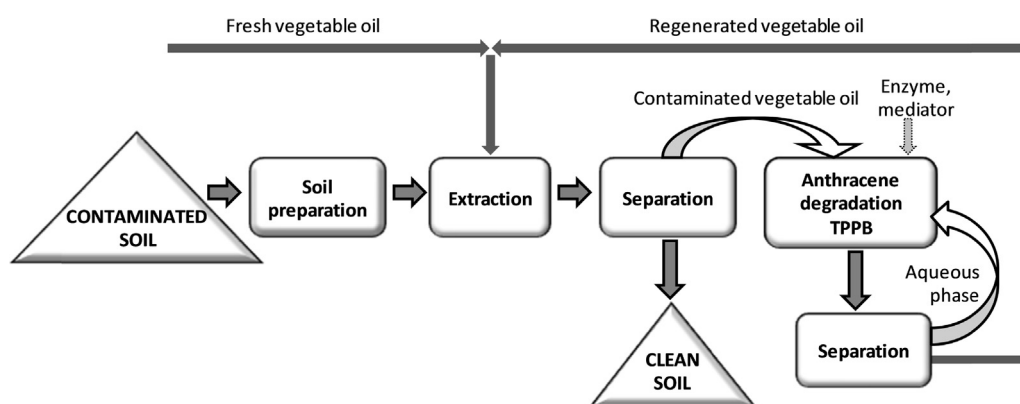 Fresh vegetable oil
Regenerated vegetable oil
Contaminated vegetable oil
Enzyme,
mediator
CONTAMINATED
SOIL
Soil
preparation
Extraction
Separation
Anthracene
degradation
TPPB
Aqueous
phase
CLEAN
SOIL
Separation